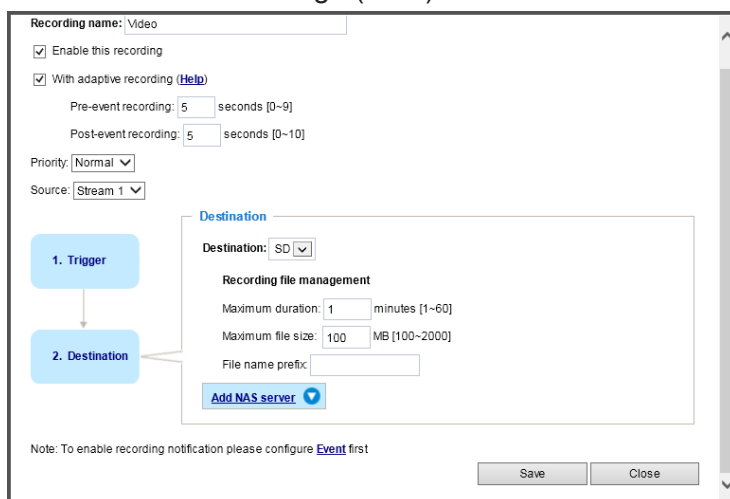 Recording name: Video
Enable this recording
With adaptive recording (Help)
Pre-event recording: 5 seconds [0~9]
Post-event recording: 5 seconds [0~10]
Priority: Normal
Source: Stream 1
Destination
1. Trigger
Destination: SD
Recording file management
Maximum duration: 1 minutes [1~60]
Maximum file size: 100 MB [100~2000]
2. Destination
File name prefix:
Add NAS server
Note: To enable recording notification please configure Event first
Save Close